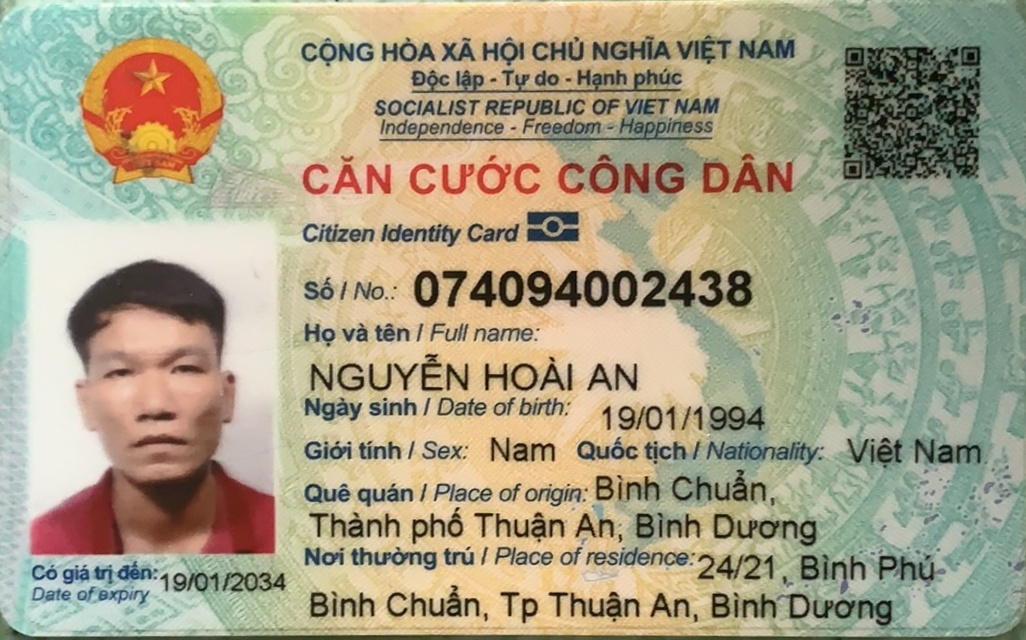 CỘNG HÒA XÃ HỘI CHỦ NGHĨA VIỆT NAM
Độc lập - Tự do - Hạnh phúc
SOCIALIST REPUBLIC OF VIET NAM
Independence - Freedom - Happiness
CĂN CƯỚC CÔNG DÂN
Citizen Identity Card
Số / No.: 074094002438
Họ và tên / Full name:
NGUYỄN HOÀI AN
Ngày sinh / Date of birth: 19/01/1994
Giới tính / Sex: Nam Quốc tịch / Nationality: Việt Nam
Quê quán / Place of origin: Bình Chuẩn,
Thành phố Thuận An, Bình Dương
Nơi thường trú / Place of residence: 24/21, Bình Phú
Bình Chuẩn, Tp Thuận An, Bình Dương
Có giá trị đến: 19/01/2034
Date of expiry